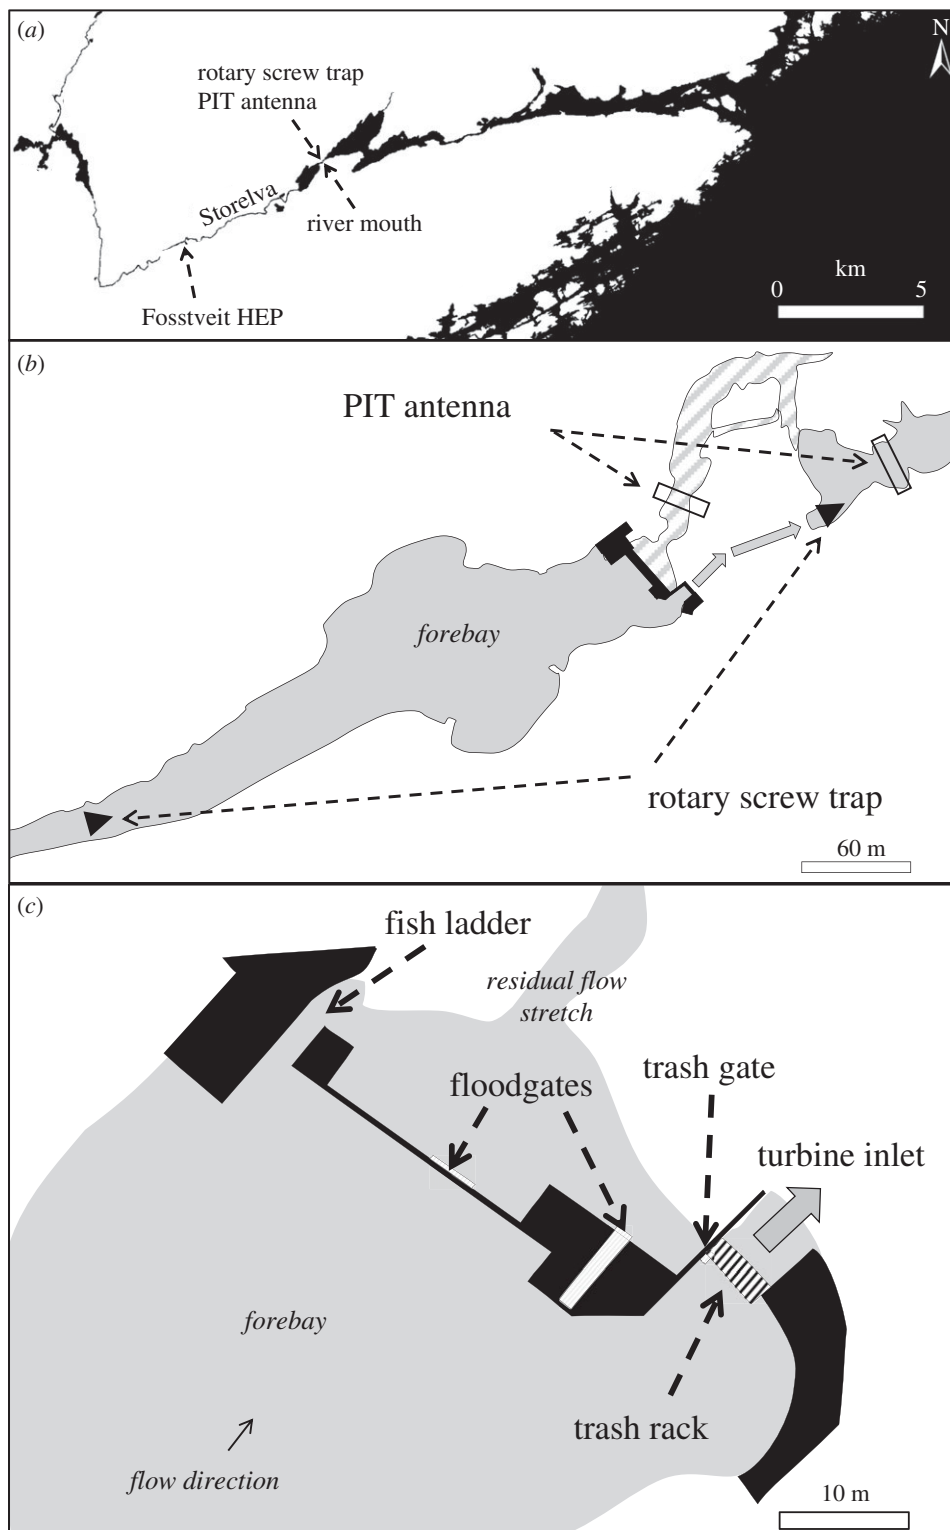 (a)
N
rotary screw trap
PIT antenna
Storelva
river mouth
Fosstveit HEP
km
0 5
(b)
PIT antenna
forebay
rotary screw trap
60 m
(c)
fish ladder
residual flow
stretch
trash gate
floodgates
turbine inlet
forebay
trash rack
flow direction
10 m